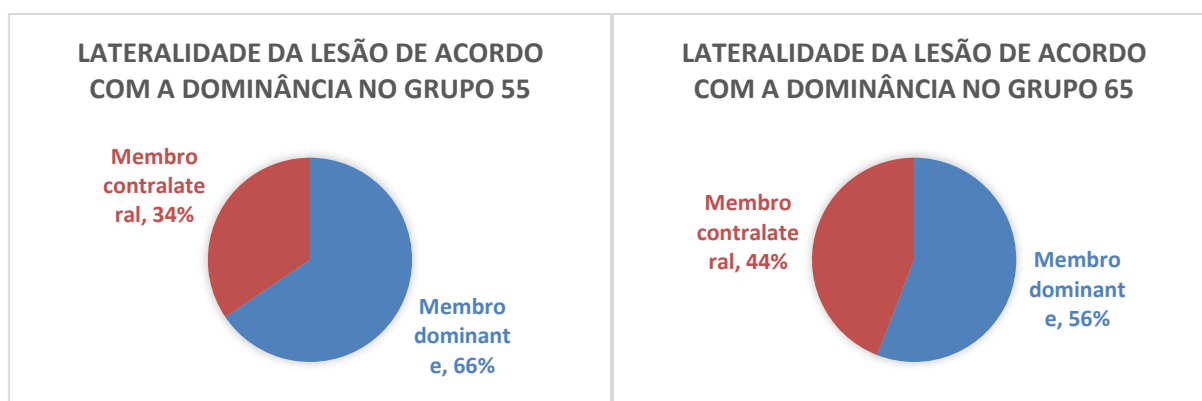 LATERALIDADE DA LESÃO DE ACORDO
COM A DOMINÂNCIA NO GRUPO 55
Membro
contralate
ral, 34%
Membro
dominant
e, 66%
LATERALIDADE DA LESÃO DE ACORDO
COM A DOMINÂNCIA NO GRUPO 65
Membro
contralate
ral, 44%
Membro
dominant
e, 56%